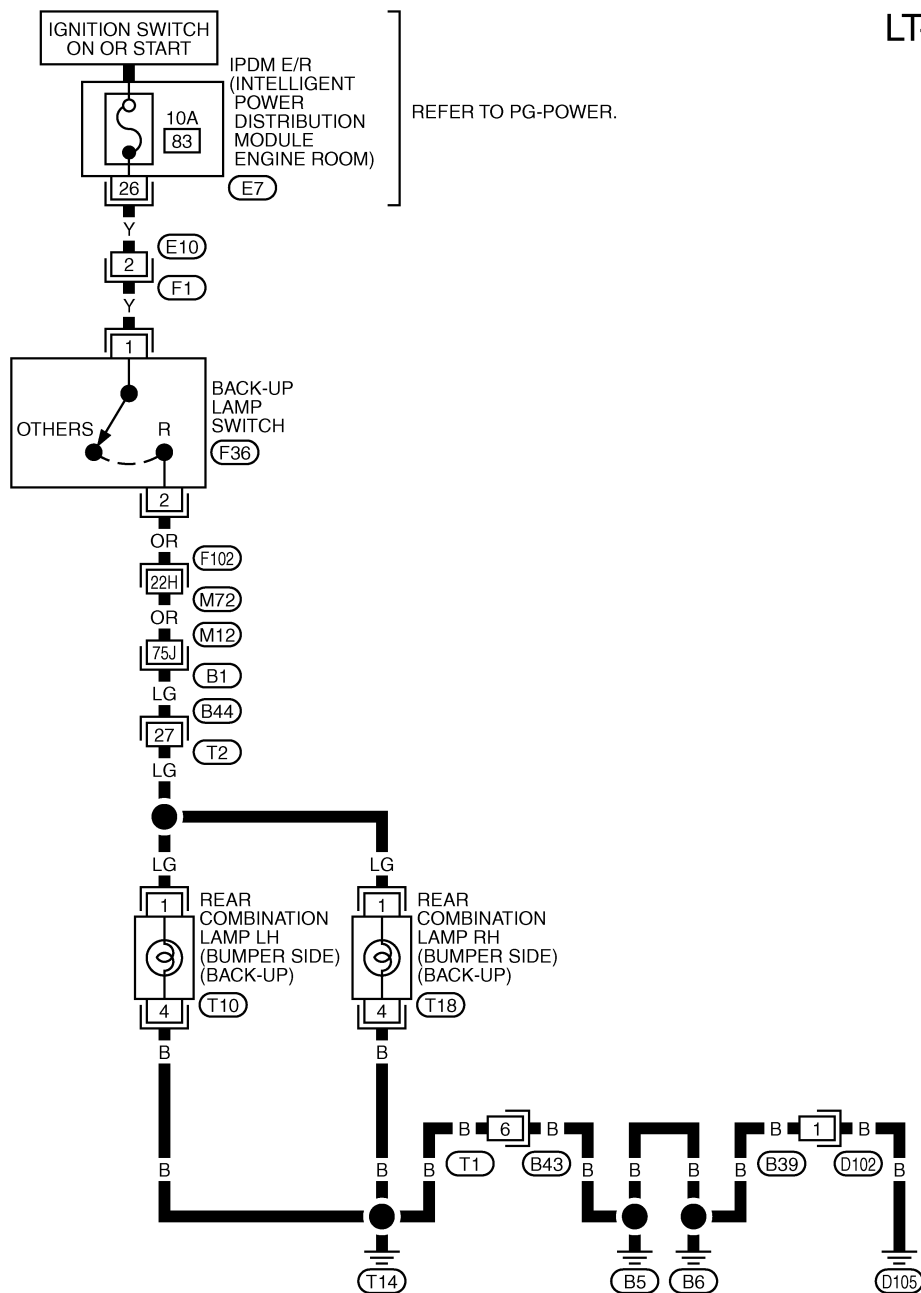 IGNITION SWITCH
ON OR START
LT-
IPDM E/R
(INTELLIGENT
POWER
DISTRIBUTION
MODULE
ENGINE ROOM)
REFER TO PG-POWER.
10A
83
26
E7
Y
E10
2
F1
Y
1
BACK-UP
LAMP
SWITCH
OTHERS
R
F36
2
OR
F102
22H
M72
OR
M12
75J
B1
LG
B44
27
T2
LG
LG
LG
1
REAR
COMBINATION
LAMP LH
(BUMPER SIDE)
(BACK-UP)
T10
4
1
REAR
COMBINATION
LAMP RH
(BUMPER SIDE)
(BACK-UP)
T18
4
B
B
B
6
B
B
1
B
T1
B43
B39
D102
B
B
B
B
B
B
B
B
T14
B5
B6
D105